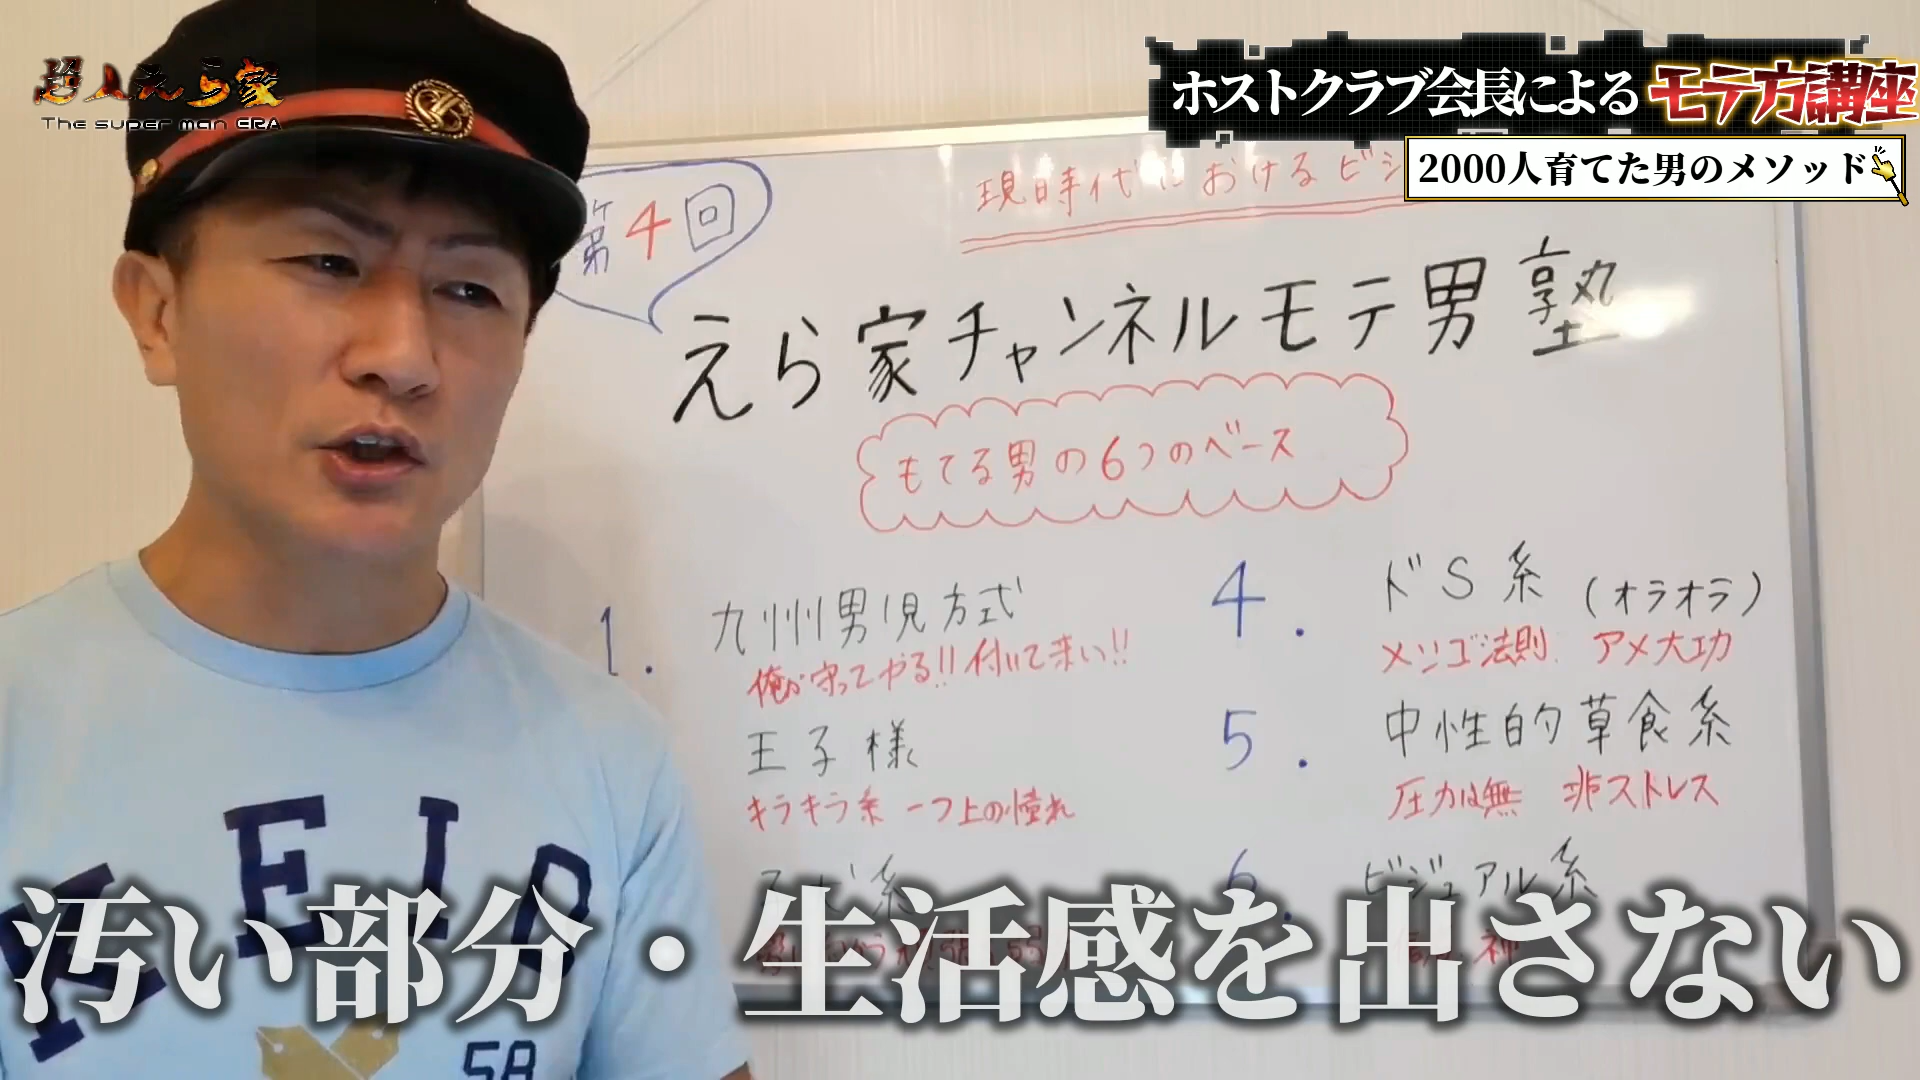 超人えら家
The super man ERA
ホストクラブ会長によるモテ方講座
2000人育てた男のメソッド
第4回
現時代におけるビジ
えら家チャンネルモテ男塾
もてる男の6つのベース
1. 九州男児方式
俺が守ってやる!!付いて来い!!
王子様
キラキラ系 一つ上の憧れ
4. ドS系 (オラオラ)
メンゴ法則 アメ大功
5. 中性的草食系
圧力は無 非ストレス
6. ビジュアル系
汚い部分・生活感を出さない
MEIO
58